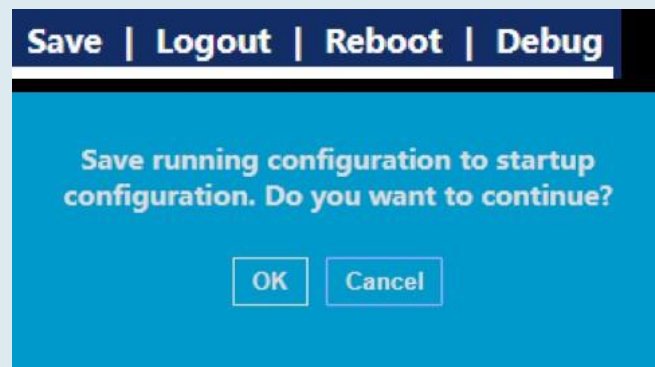 Save | Logout | Reboot | Debug
Save running configuration to startup
configuration. Do you want to continue?
OK Cancel